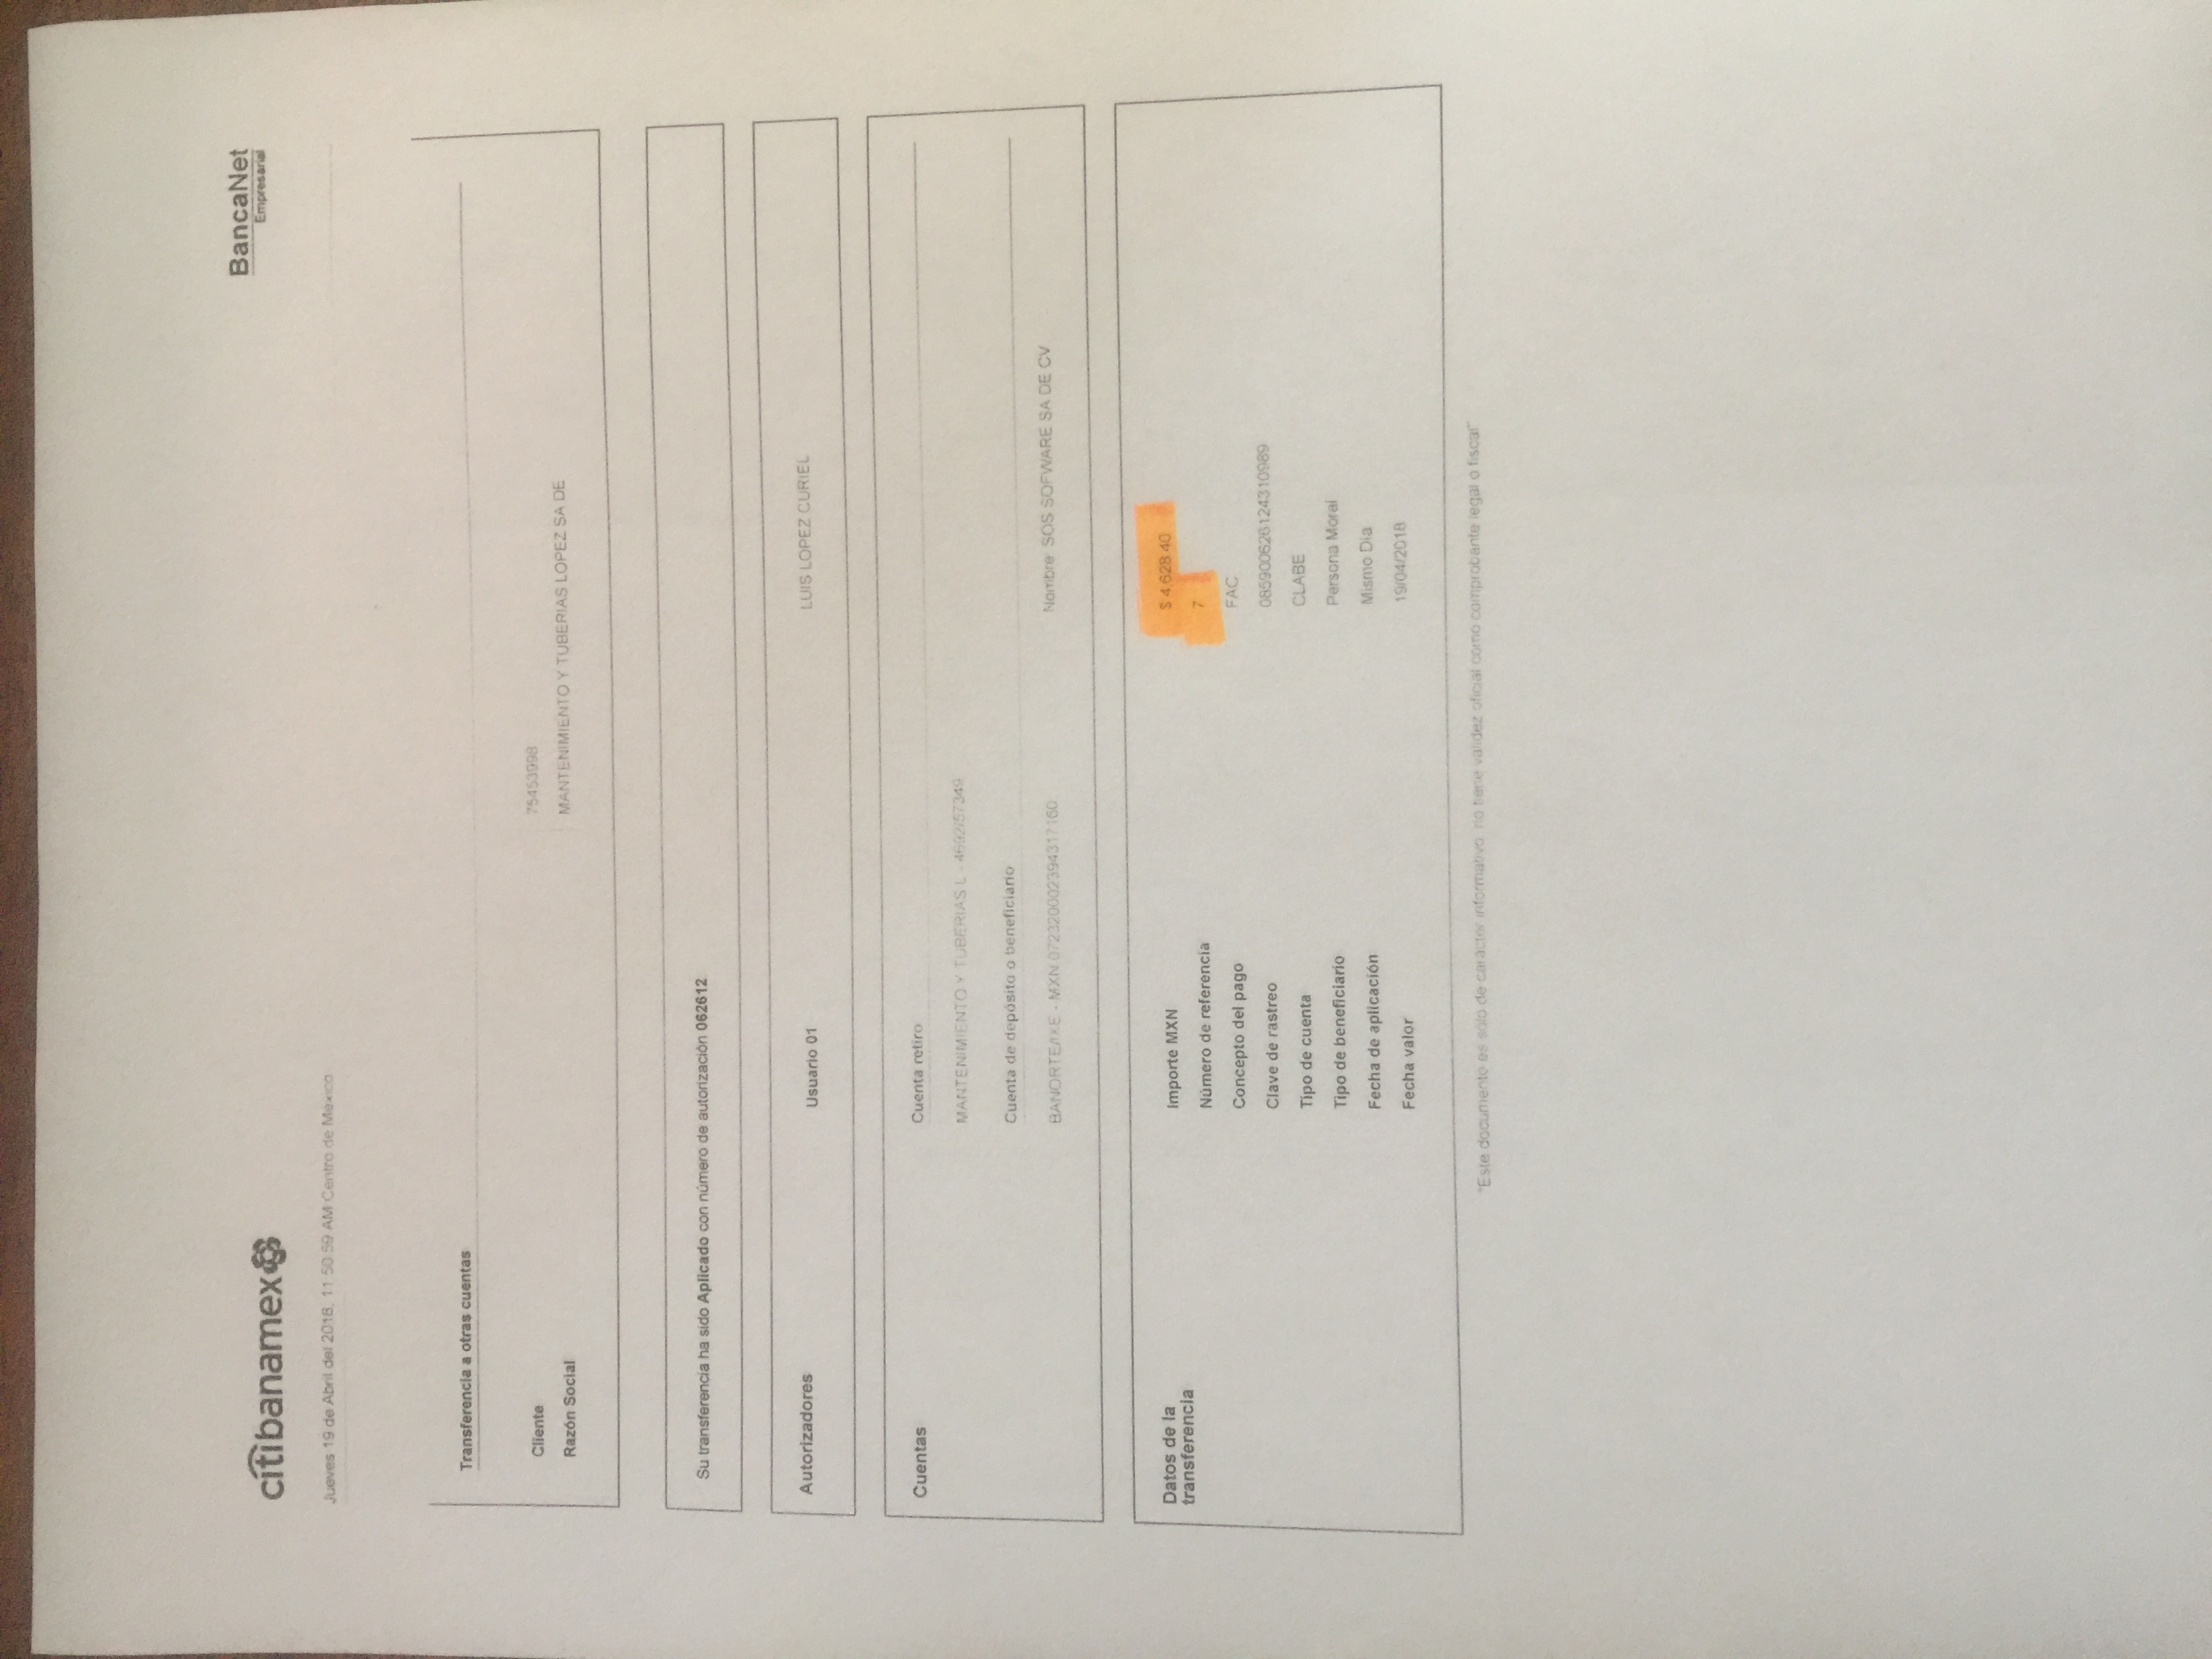 citibanamex
BancaNet
Empresarial
Jueves 19 de Abril del 2018, 11:50:59 AM Centro de México
Transferencia a otras cuentas
Cliente 75453998
Razón Social MANTENIMIENTO Y TUBERIAS LOPEZ SA DE
Su transferencia ha sido Aplicado con número de autorización 062612
Autorizadores Usuario 01 LUIS LOPEZ CURIEL
Cuentas Cuenta retiro
MANTENIMIENTO Y TUBERIAS L - 4692/57349
Cuenta de depósito o beneficiario
BANORTE/IXE - MXN 072320002394317160 Nombre: SOS SOFWARE SA DE CV
Datos de la transferencia
Importe MXN $ 4,628.40
Número de referencia 7
Concepto del pago FAC
Clave de rastreo 085900626124310989
Tipo de cuenta CLABE
Tipo de beneficiario Persona Moral
Fecha de aplicación Mismo Día
Fecha valor 19/04/2018
"Este documento es sólo de carácter informativo, no tiene validez oficial como comprobante legal o fiscal"